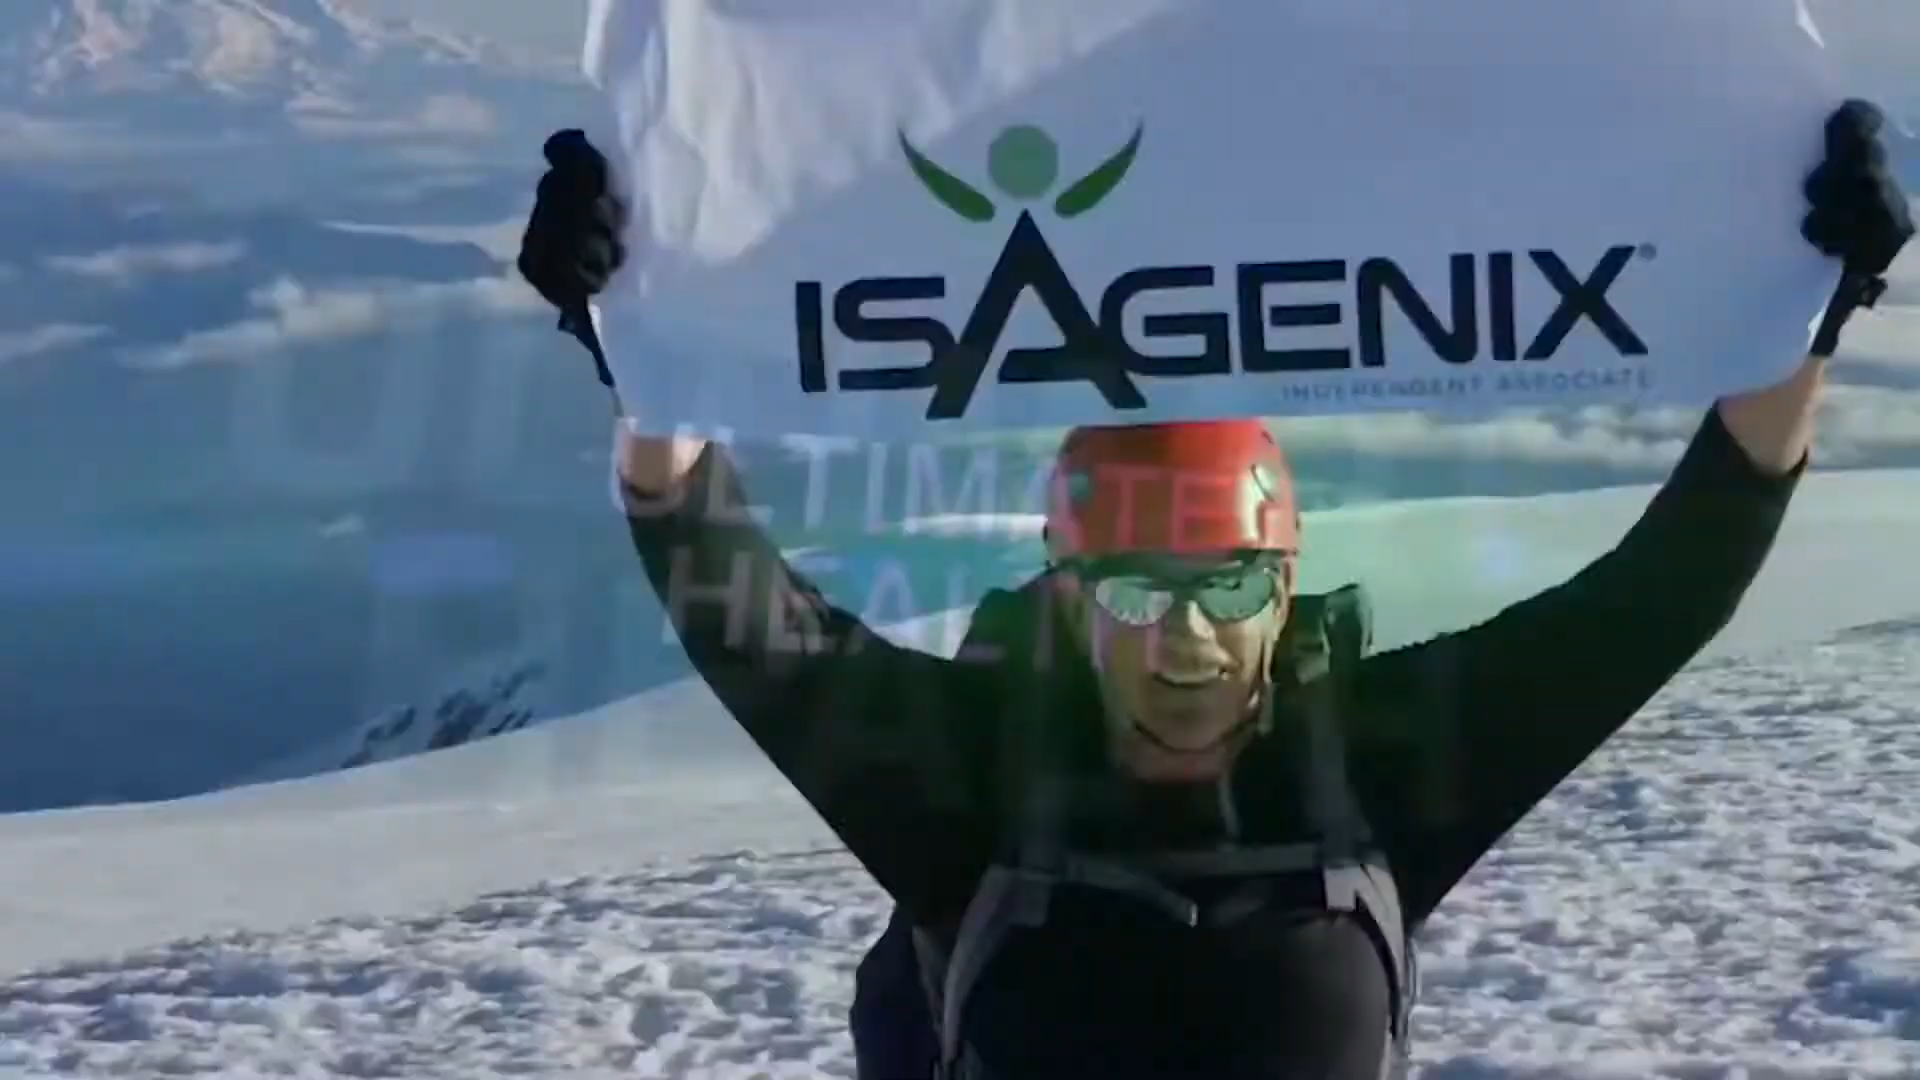 ISAGENIX®
INDEPENDENT ASSOCIATE
ULTIMATE
HEALTH